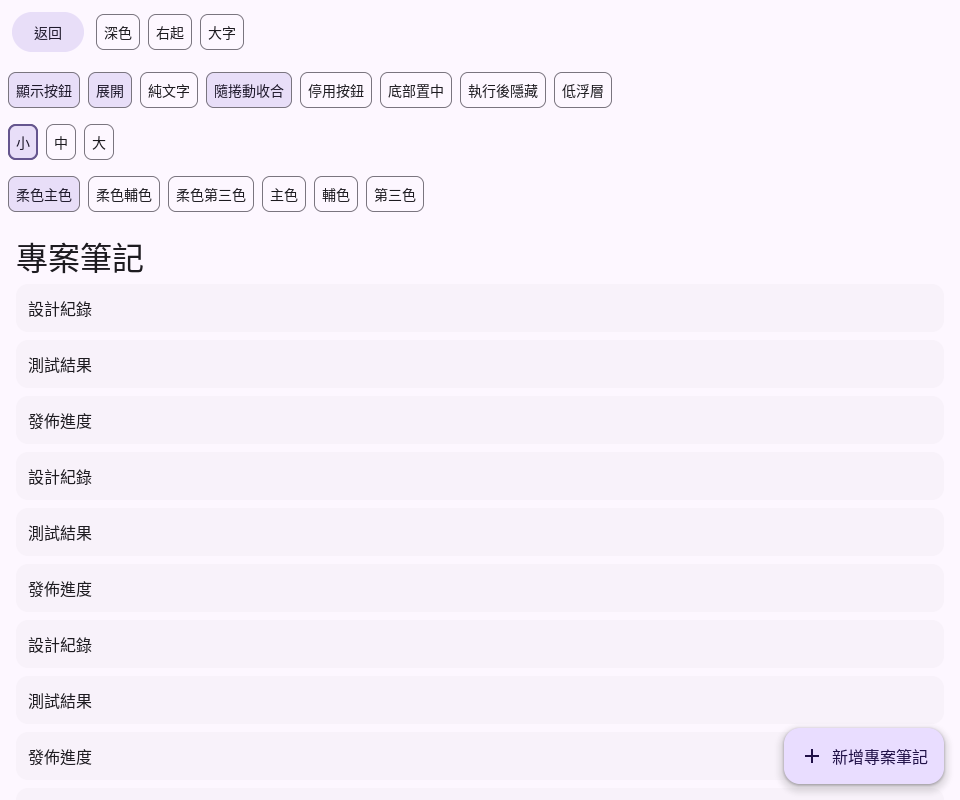 返回 深色 右起 大字
顯示按鈕 展開 純文字 隨捲動收合 停用按鈕 底部置中 執行後隱藏 低浮層
小 中 大
柔色主色 柔色輔色 柔色第三色 主色 輔色 第三色
專案筆記
設計紀錄
測試結果
發佈進度
設計紀錄
測試結果
發佈進度
設計紀錄
測試結果
發佈進度
新增專案筆記